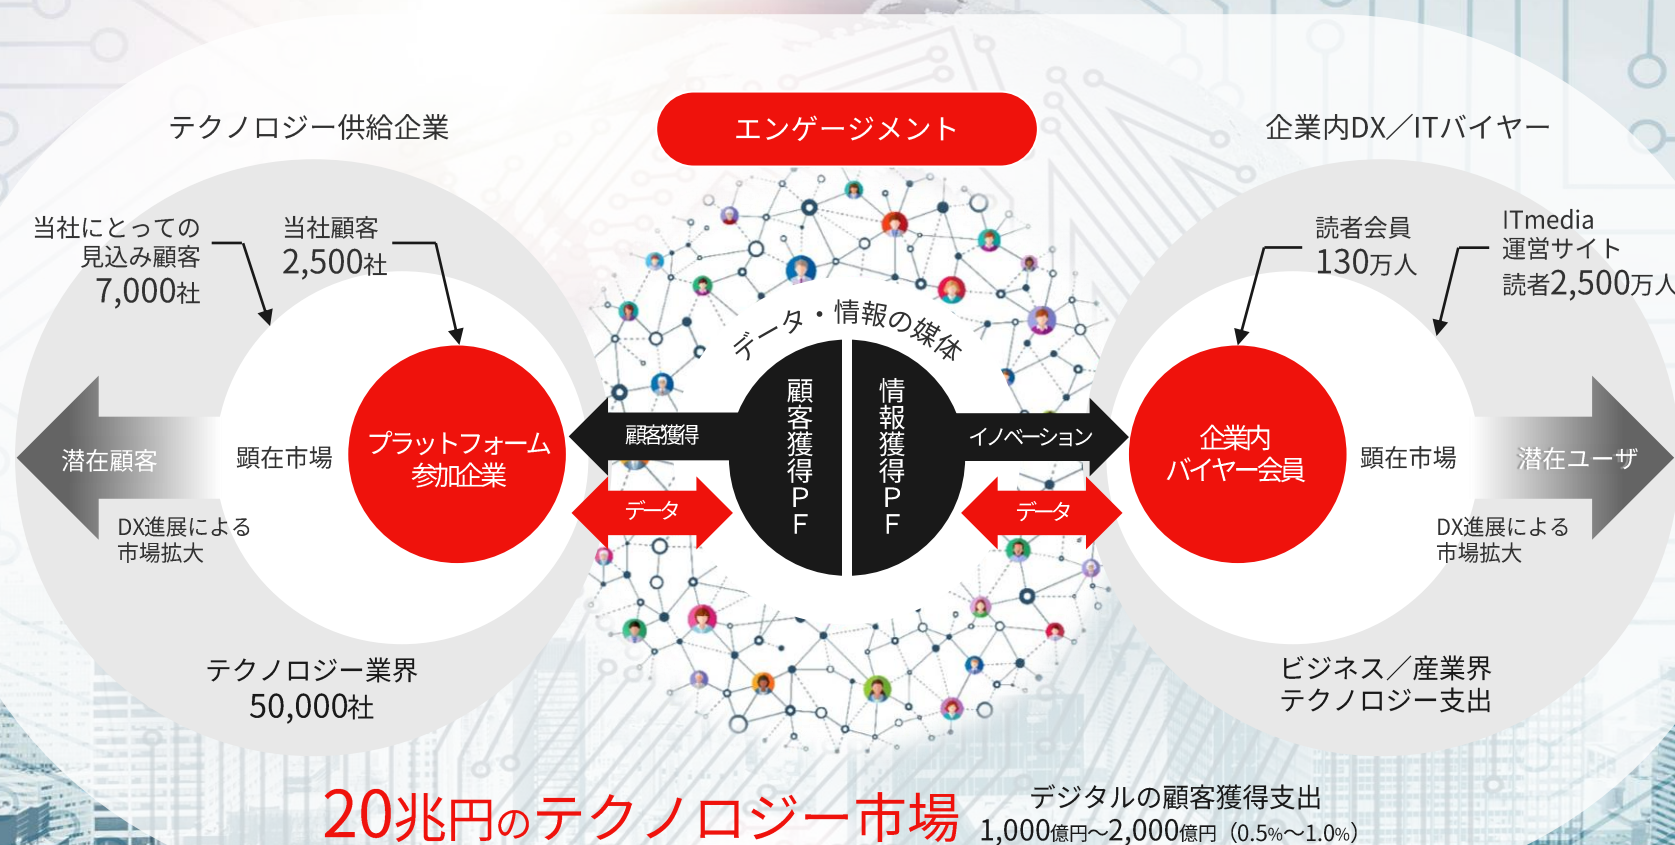 エンゲージメント
テクノロジー供給企業
企業内DX／ITバイヤー
当社にとっての
見込み顧客
7,000社
当社顧客
2,500社
読者会員
130万人
ITmedia
運営サイト
読者2,500万人
データ・情報の媒体
潜在顧客
顕在市場
プラットフォーム
参加企業
顧客獲得
データ
顧客獲得PF
情報獲得PF
イノベーション
データ
企業内
バイヤー会員
顕在市場
潜在ユーザ
DX進展による
市場拡大
DX進展による
市場拡大
テクノロジー業界
50,000社
ビジネス／産業界
テクノロジー支出
20兆円のテクノロジー市場
デジタルの顧客獲得支出
1,000億円～2,000億円（0.5%～1.0%）